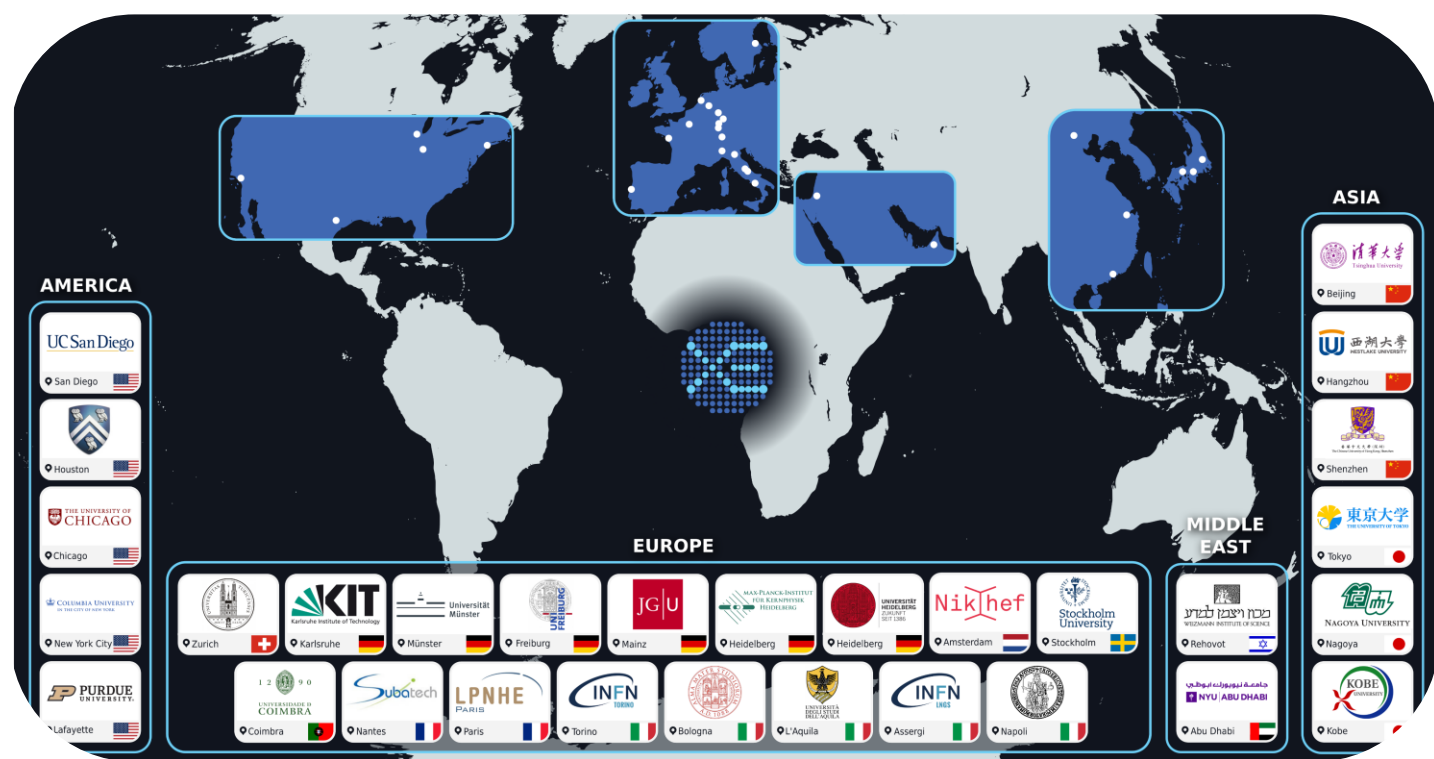 AMERICA
UC San Diego
San Diego
Houston
THE UNIVERSITY OF
CHICAGO
Chicago
COLUMBIA UNIVERSITY
IN THE CITY OF NEW YORK
New York City
PURDUE
UNIVERSITY.
Lafayette
XE
EUROPE
Zurich
KIT
Karlsruhe Institute of Technology
Karlsruhe
Universität
Münster
Münster
UNI
FREIBURG
Freiburg
JG|U
Mainz
MAX-PLANCK-INSTITUT
FÜR KERNPHYSIK
HEIDELBERG
Heidelberg
UNIVERSITÄT
HEIDELBERG
ZUKUNFT
SEIT 1386
Heidelberg
Nikhef
Amsterdam
Stockholm
University
Stockholm
1 2 9 0
UNIVERSIDADE D
COIMBRA
Coimbra
Subatech
Nantes
LPNHE
PARIS
Paris
INFN
TORINO
Torino
Bologna
UNIVERSITÀ
DEGLI STUDI
DELL'AQUILA
L'Aquila
INFN
LNGS
Assergi
Napoli
MIDDLE
EAST
מכון ויצמן למדע
WEIZMANN INSTITUTE OF SCIENCE
Rehovot
جامعـة نيويورك أبوظبي
NYU | ABU DHABI
Abu Dhabi
ASIA
清華大学
Tsinghua University
Beijing
西湖大學
WESTLAKE UNIVERSITY
Hangzhou
Shenzhen
東京大学
THE UNIVERSITY OF TOKYO
Tokyo
NAGOYA UNIVERSITY
Nagoya
KOBE
UNIVERSITY
Kobe